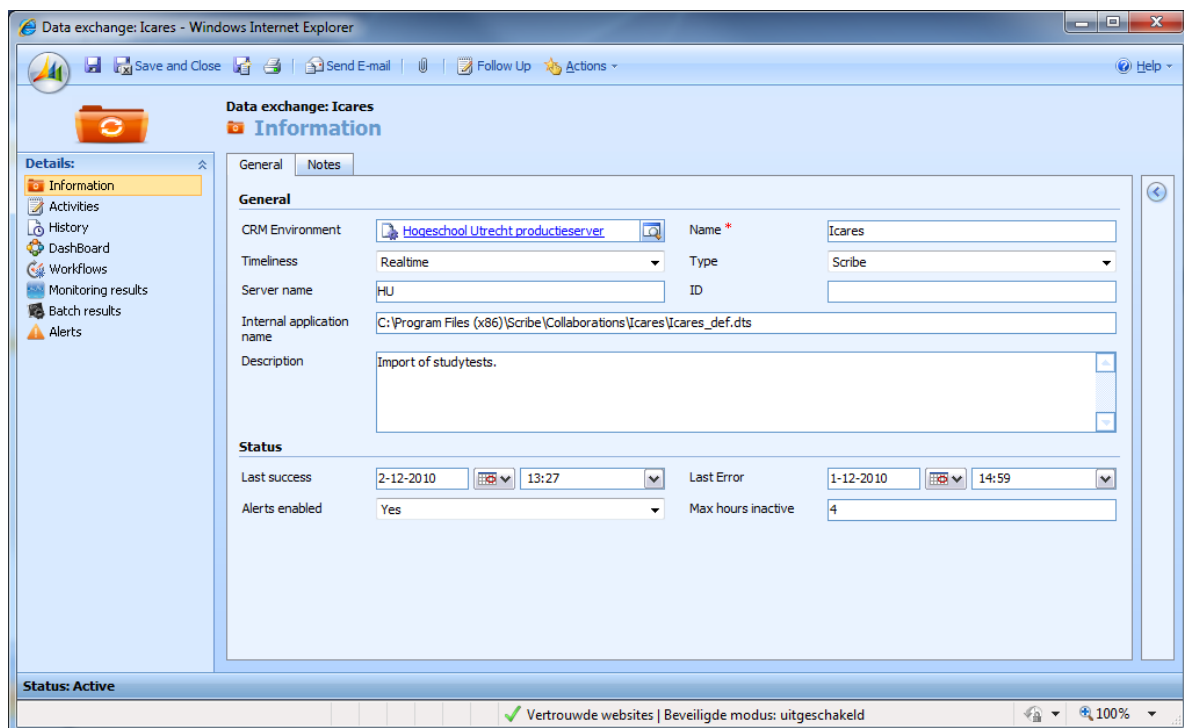 Data exchange: Icares - Windows Internet Explorer
Save and Close Send E-mail Follow Up Actions Help
Data exchange: Icares
Information
Details:
Information
Activities
History
DashBoard
Workflows
Monitoring results
Batch results
Alerts
General Notes
General
CRM Environment Hogeschool Utrecht productieserver Name * Icares
Timeliness Realtime Type Scribe
Server name HU ID
Internal application name C:\Program Files (x86)\Scribe\Collaborations\Icares\Icares_def.dts
Description Import of studytests.
Status
Last success 2-12-2010 13:27 Last Error 1-12-2010 14:59
Alerts enabled Yes Max hours inactive 4
Status: Active
Vertrouwde websites | Beveiligde modus: uitgeschakeld 100%